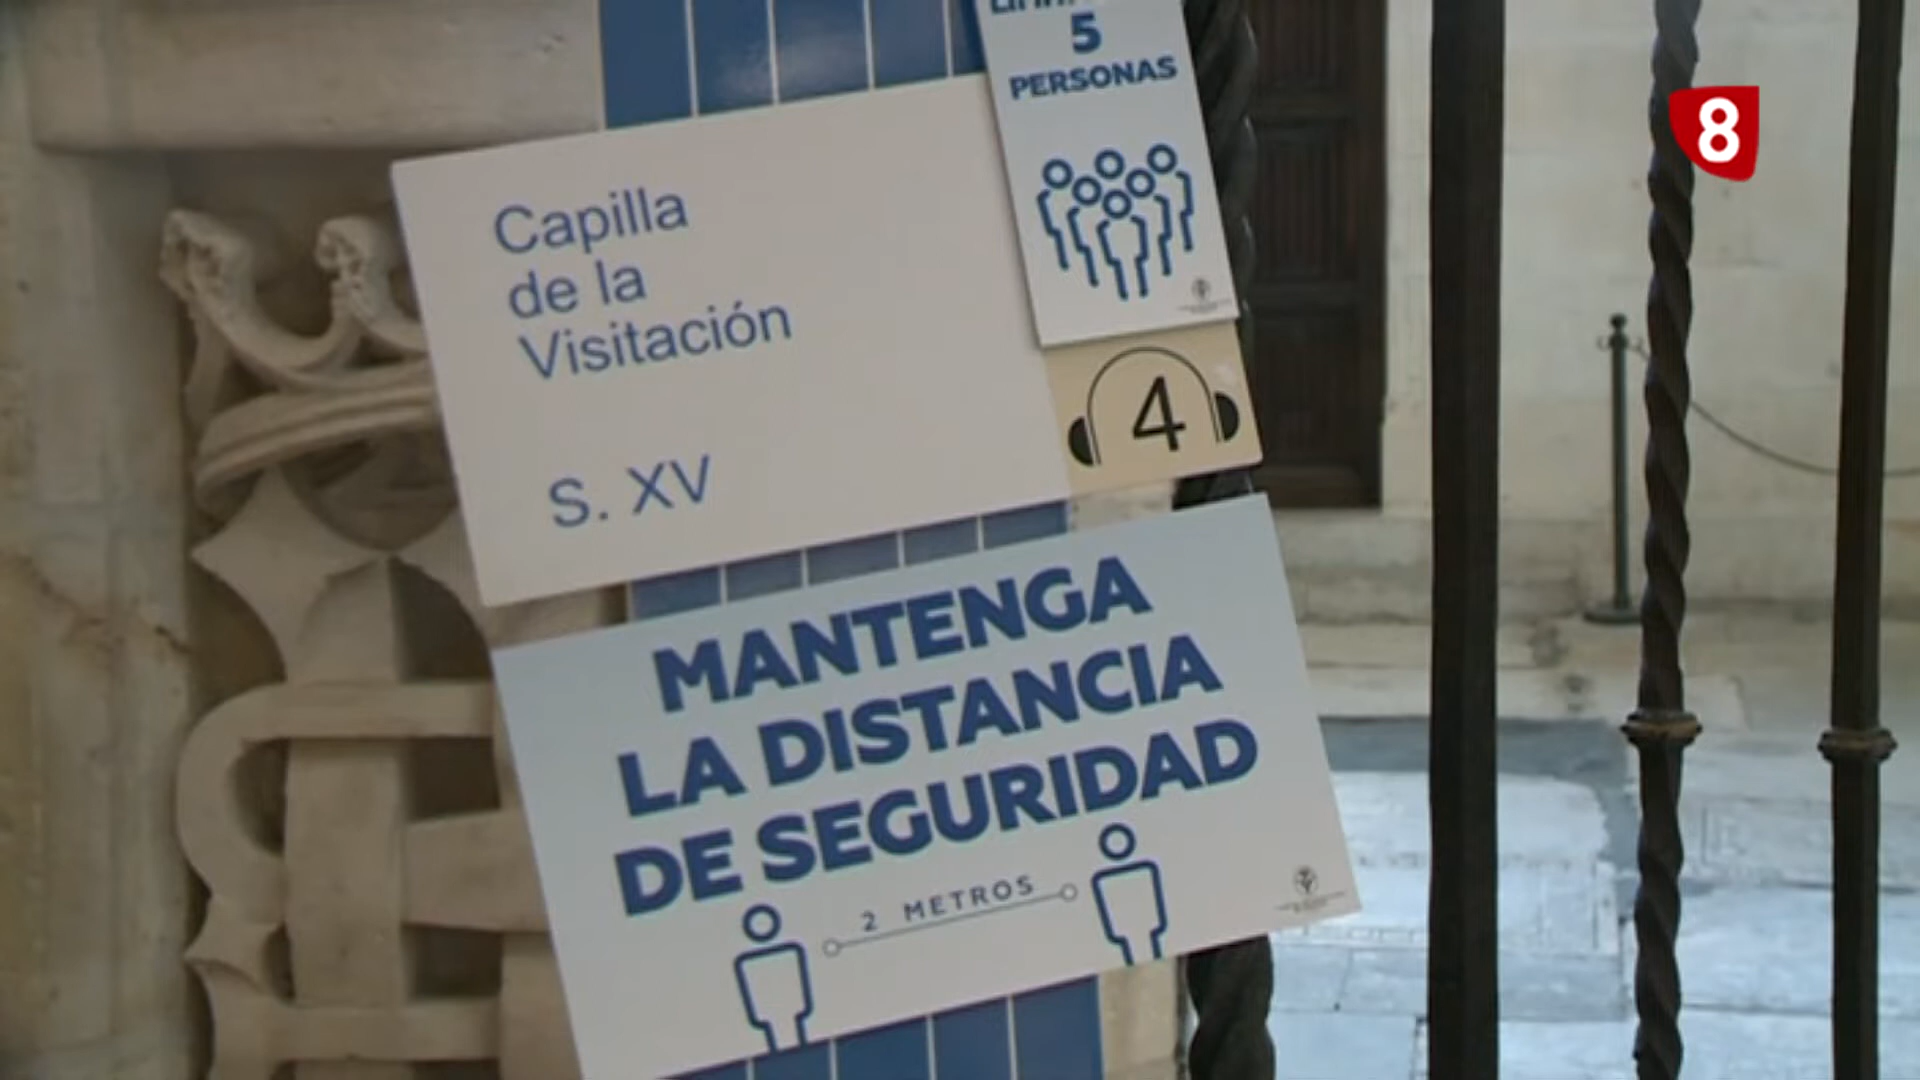 5
PERSONAS
8
Capilla
de la
Visitación
S. XV
4
MANTENGA
LA DISTANCIA
DE SEGURIDAD
2 METROS